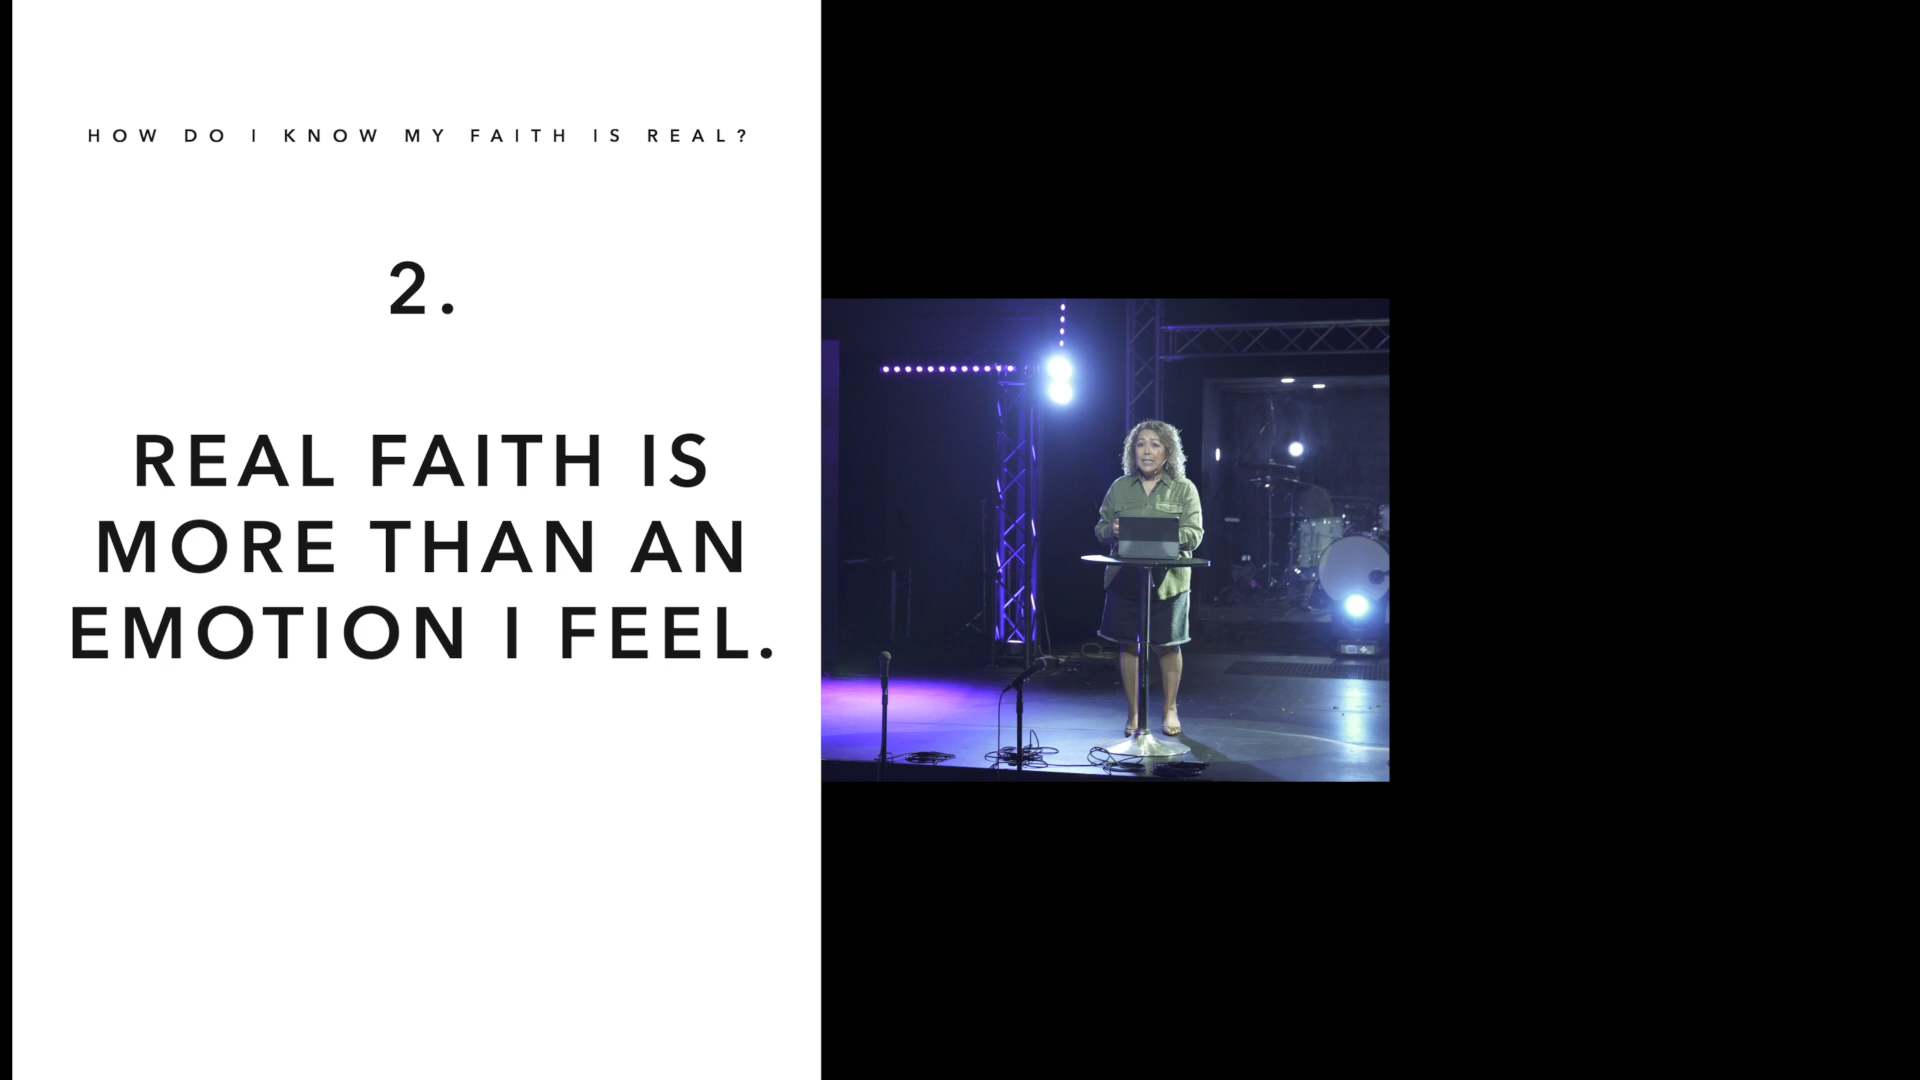 HOW DO I KNOW MY FAITH IS REAL?
2.
REAL FAITH IS
MORE THAN AN
EMOTION I FEEL.